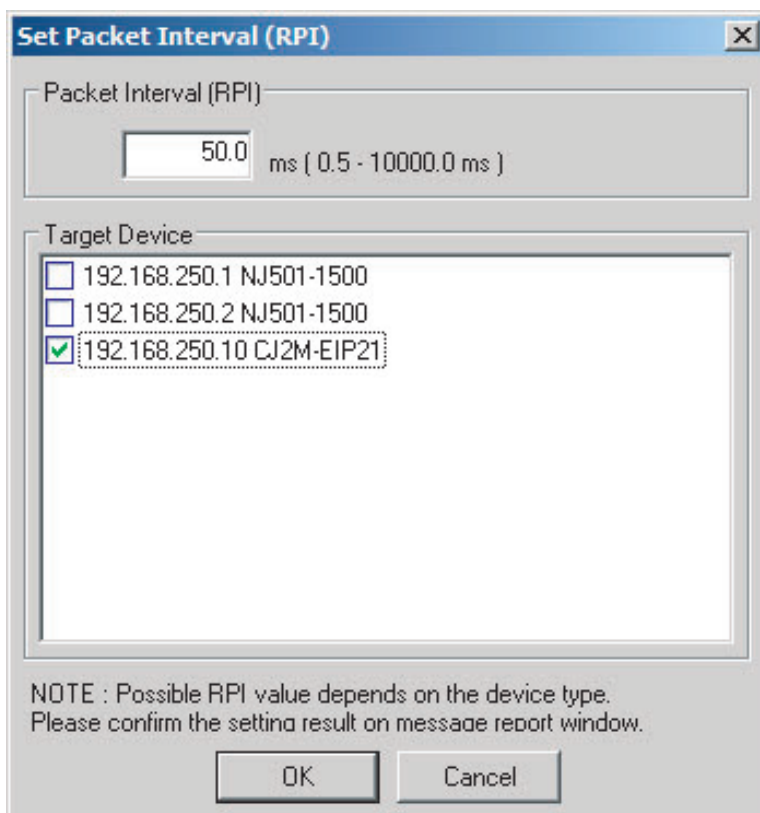 Set Packet Interval (RPI)
Packet Interval (RPI)
50.0 ms ( 0.5 - 10000.0 ms )
Target Device
192.168.250.1 NJ501-1500
192.168.250.2 NJ501-1500
192.168.250.10 CJ2M-EIP21
NOTE : Possible RPI value depends on the device type.
Please confirm the setting result on message report window.
OK Cancel